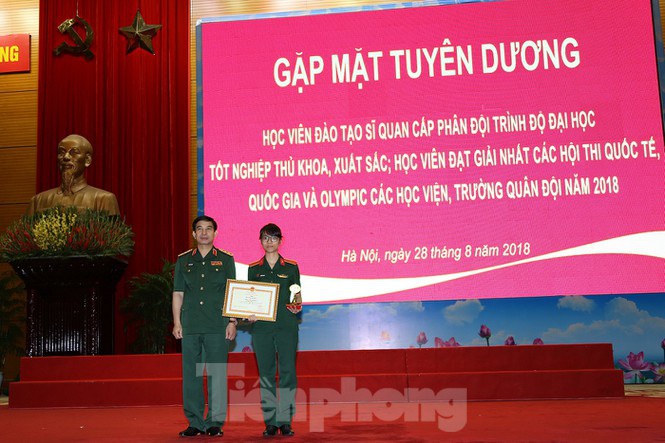 NG
GẶP MẶT TUYÊN DƯƠNG
HỌC VIÊN ĐÀO TẠO SĨ QUAN CẤP PHÂN ĐỘI TRÌNH ĐỘ ĐẠI HỌC
TỐT NGHIỆP THỦ KHOA, XUẤT SẮC; HỌC VIÊN ĐẠT GIẢI NHẤT CÁC HỘI THI QUỐC TẾ,
QUỐC GIA VÀ OLYMPIC CÁC HỌC VIỆN, TRƯỜNG QUÂN ĐỘI NĂM 2018
Hà Nội, ngày 28 tháng 8 năm 2018
Tiền phong